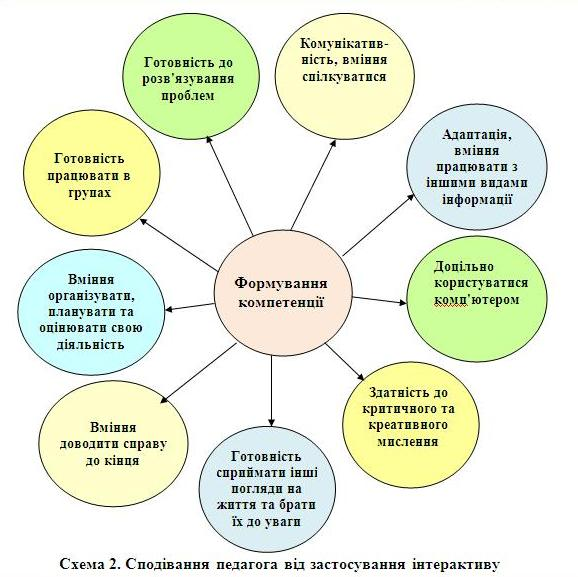 Готовність до
розв'язування
проблем
Комунікатив-
ність, вміння
спілкуватися
Адаптація,
вміння
працювати з
іншими видами
інформації
Готовність
працювати в
групах
Формування
компетенції
Доцільно
користуватися
комп'ютером
Вміння
організувати,
планувати та
оцінювати свою
діяльність
Здатність до
критичного та
креативного
мислення
Вміння
доводити справу
до кінця
Готовність
сприймати інші
погляди на
життя та брати
їх до уваги
Схема 2. Сподівання педагога від застосування інтерактиву